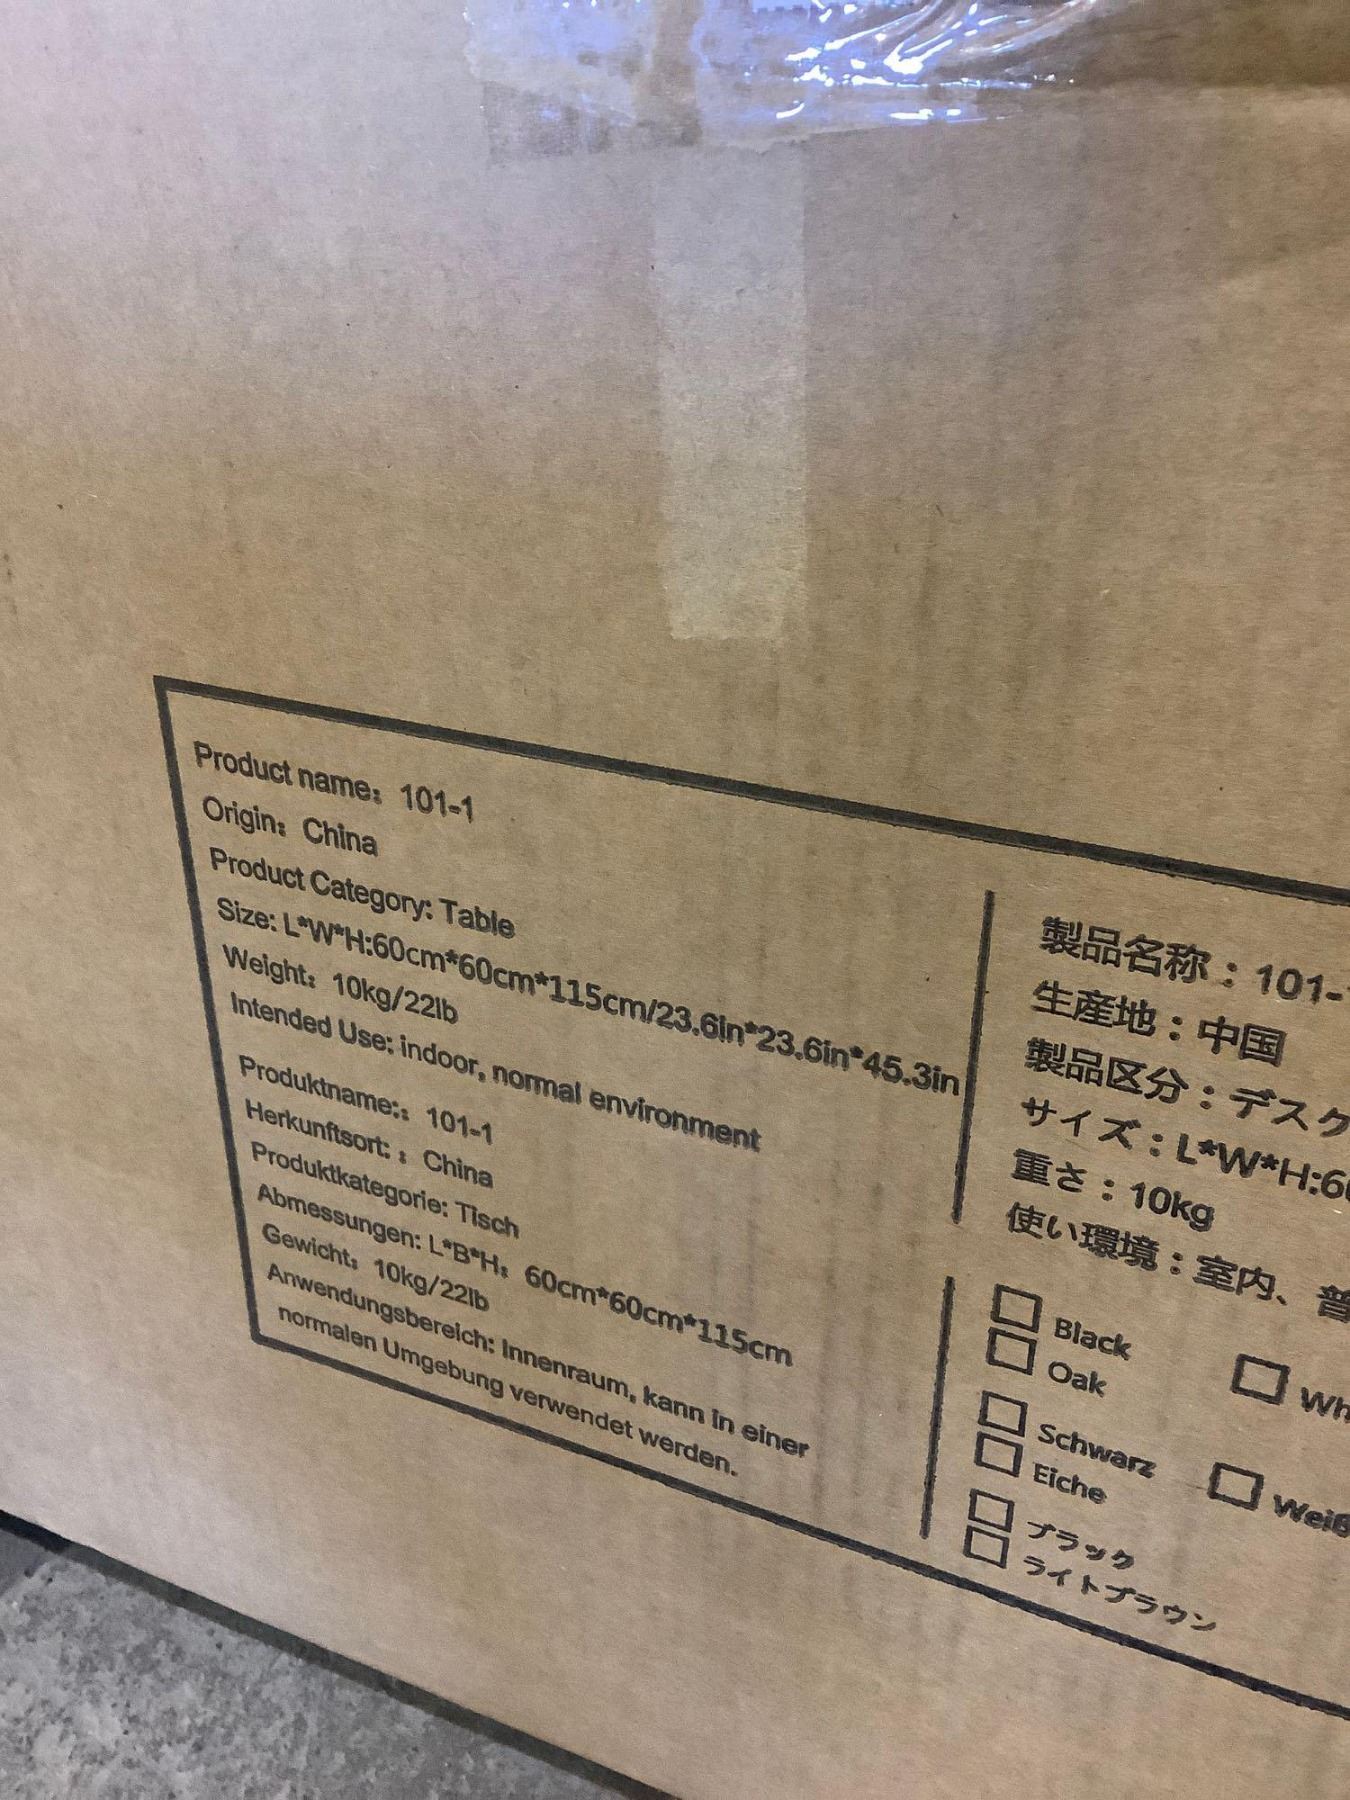 Product name：101-1
Origin：China
Product Category: Table
Size: L*W*H:60cm*60cm*115cm/23.6in*23.6in*45.3in
Weight：10kg/22lb
Intended Use: indoor, normal environment
Produktname:：101-1
Herkunftsort:：China
Produktkategorie: Tisch
Abmessungen: L*B*H：60cm*60cm*115cm
Gewicht：10kg/22lb
Anwendungsbereich: Innenraum, kann in einer
normalen Umgebung verwendet werden.
製品名称：101-
生産地：中国
製品区分：デスク
サイズ：L*W*H:60
重さ：10kg
使い環境：室内、普
Black
Wh
Oak
Schwarz
Weiß
Eiche
ブラック
ライトブラウン